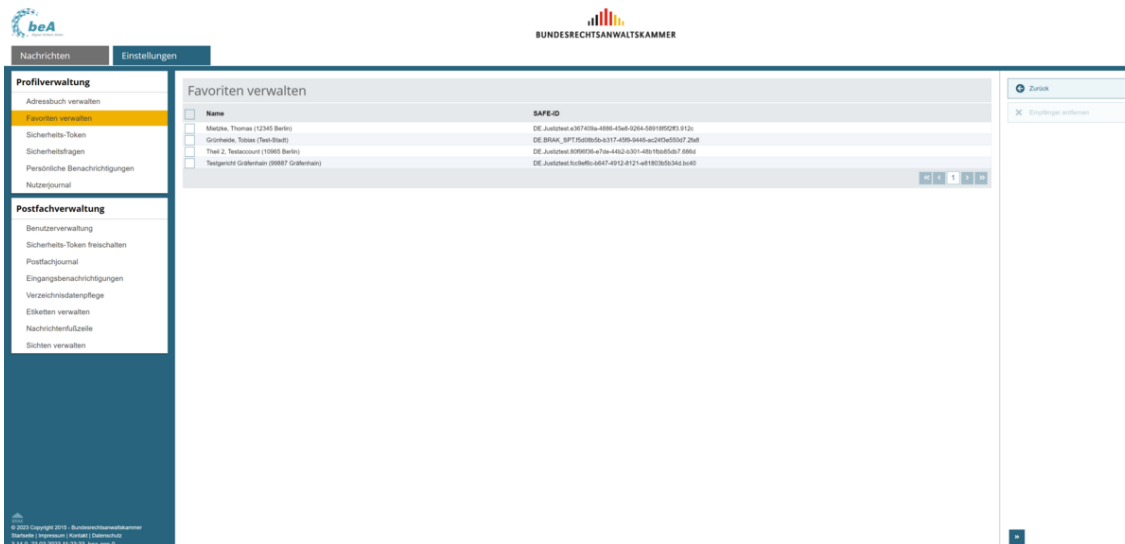 beA
BUNDESRECHTSANWALTSKAMMER
Nachrichten
Einstellungen
Profilverwaltung
Adressbuch verwalten
Favoriten verwalten
Sicherheits-Token
Sicherheitsfragen
Persönliche Benachrichtigungen
Nutzerjournal
Postfachverwaltung
Benutzerverwaltung
Sicherheits-Token freischalten
Postfachjournal
Eingangsbenachrichtigungen
Verzeichnisdatenpflege
Etiketten verwalten
Nachrichtenfußzeile
Sichten verwalten
Favoriten verwalten
Name SAFE-ID
Mietzke, Thomas (12345 Berlin)
Grünheide, Tobias (Test-Stadt)
Theil 2, Testaccount (10965 Berlin)
Testgericht Gräfenhain (99887 Gräfenhain)
1
Zurück
Empfänger entfernen
© 2023 Copyright 2015 - Bundesrechtsanwaltskammer
Startseite | Impressum | Kontakt | Datenschutz